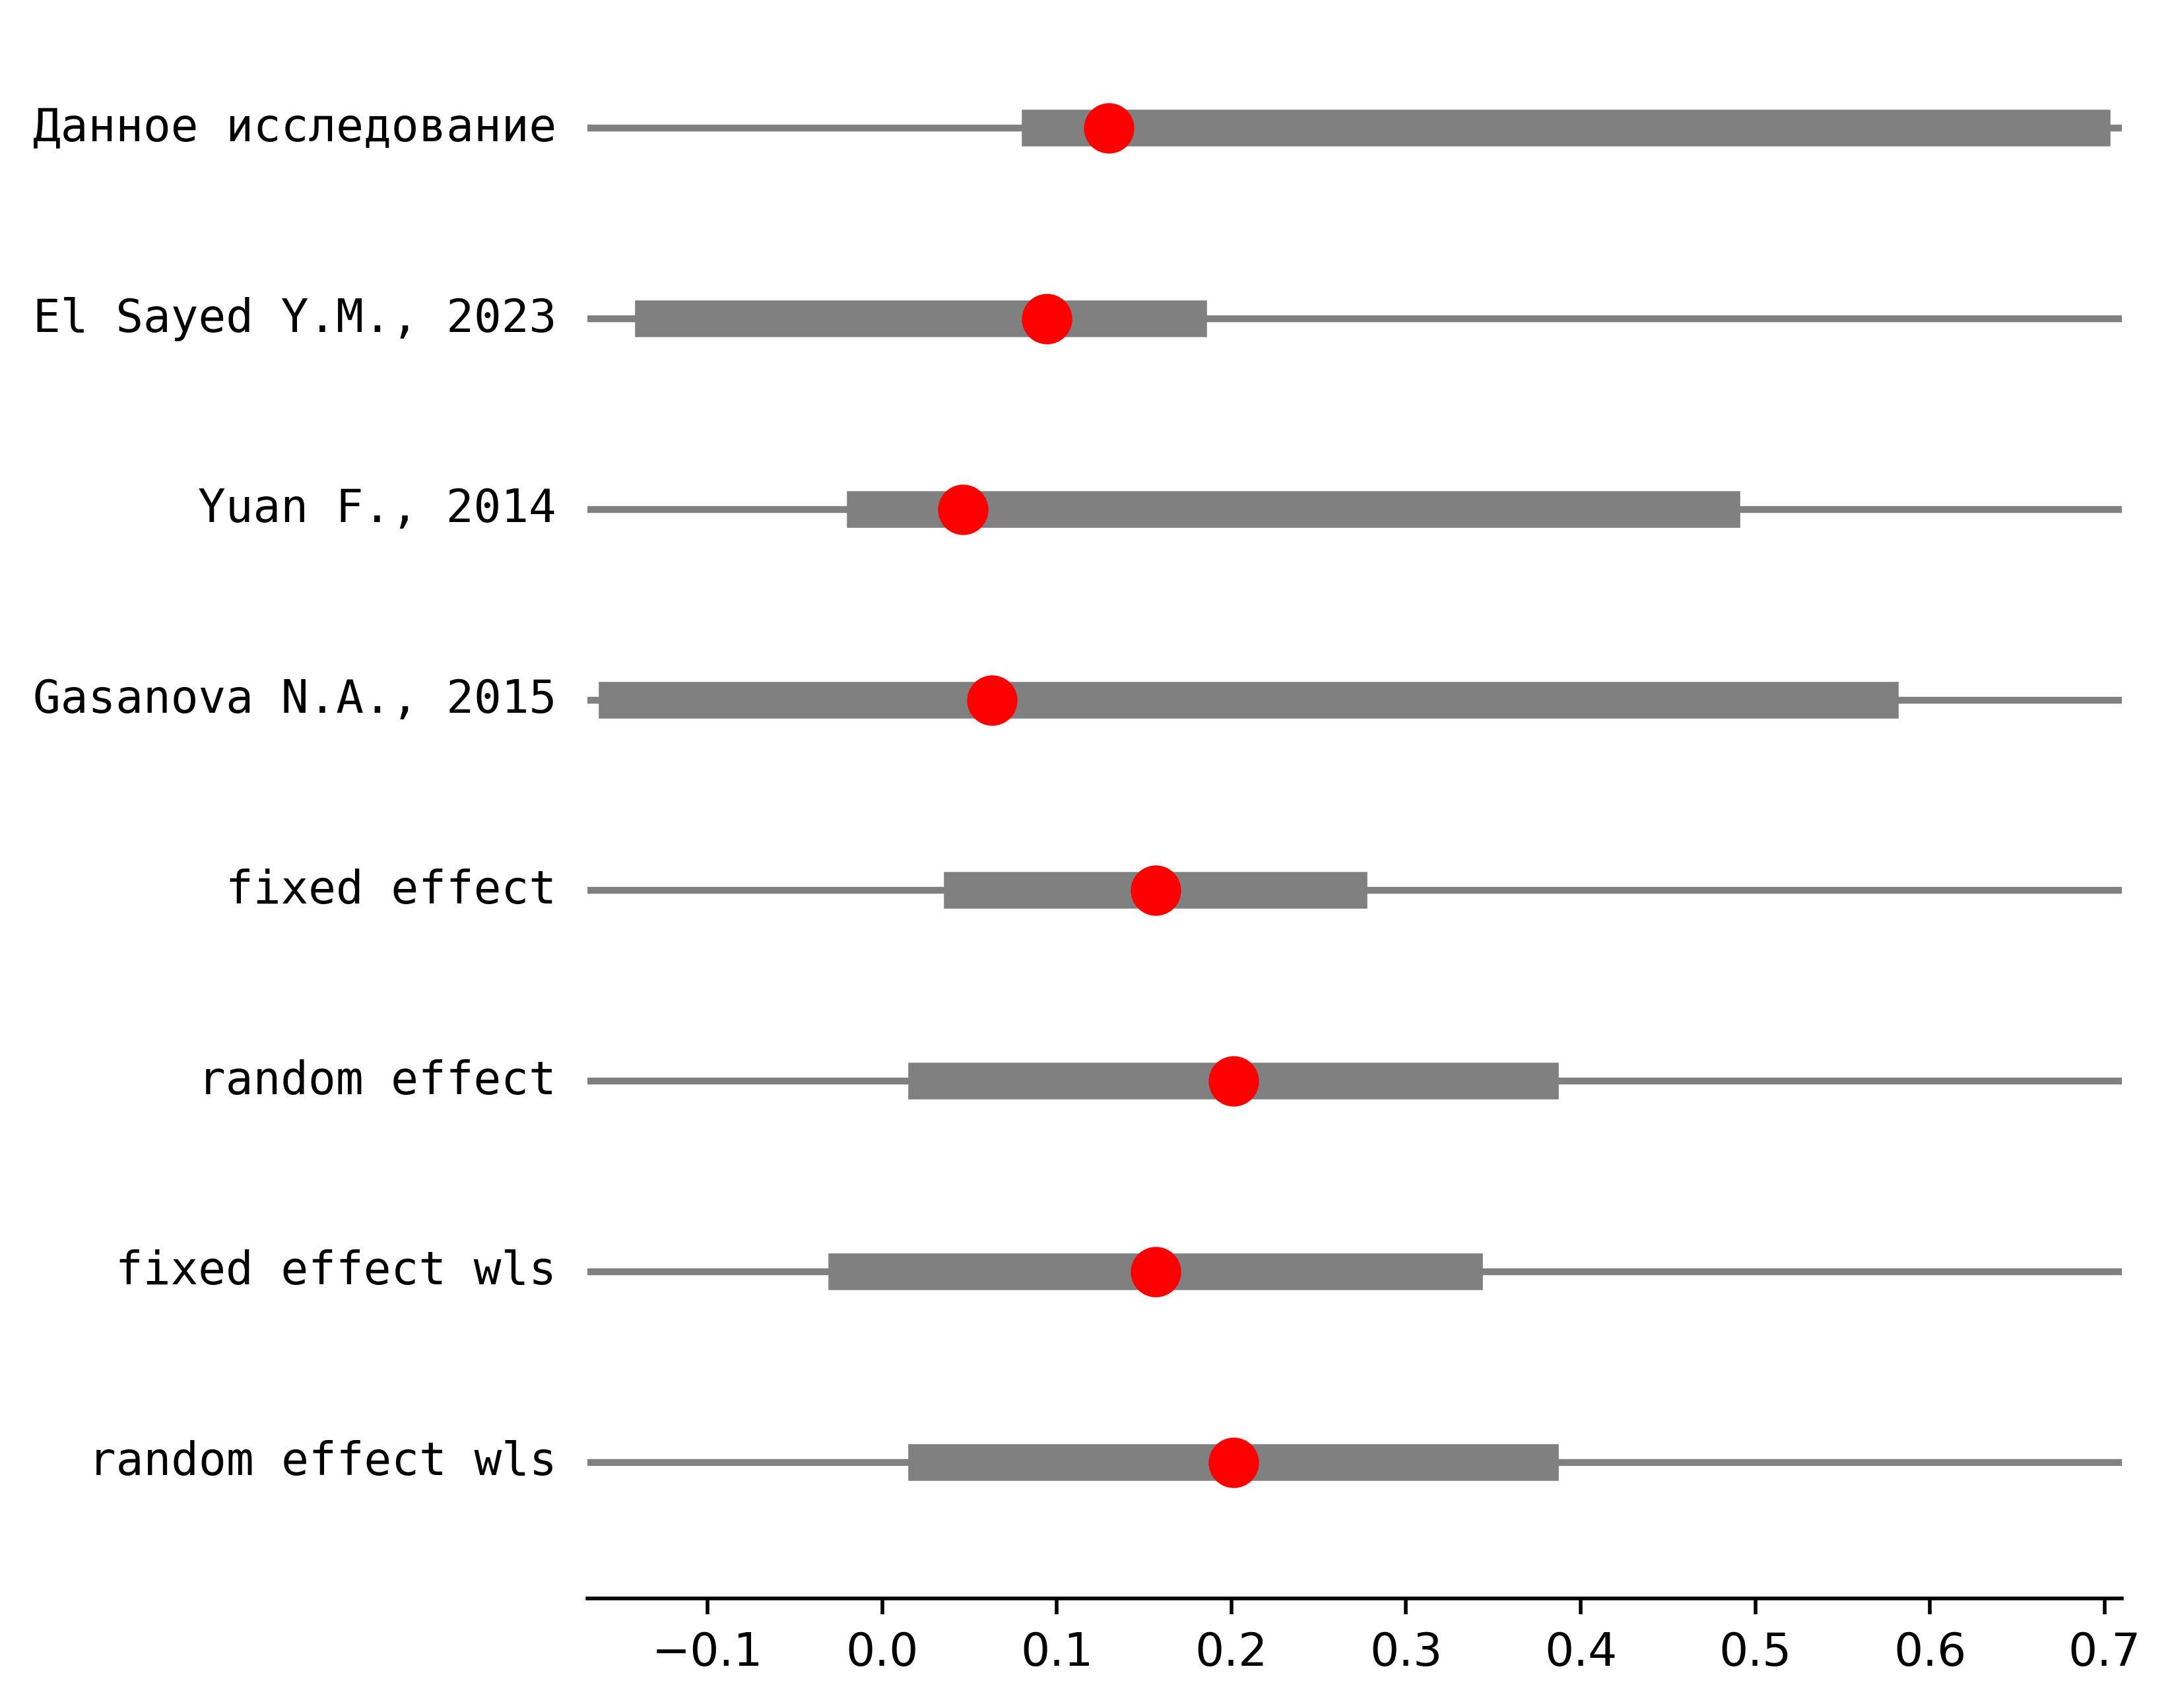 Данное исследование
El Sayed Y.M., 2023
Yuan F., 2014
Gasanova N.A., 2015
fixed effect
random effect
fixed effect wls
random effect wls
−0.1 0.0 0.1 0.2 0.3 0.4 0.5 0.6 0.7